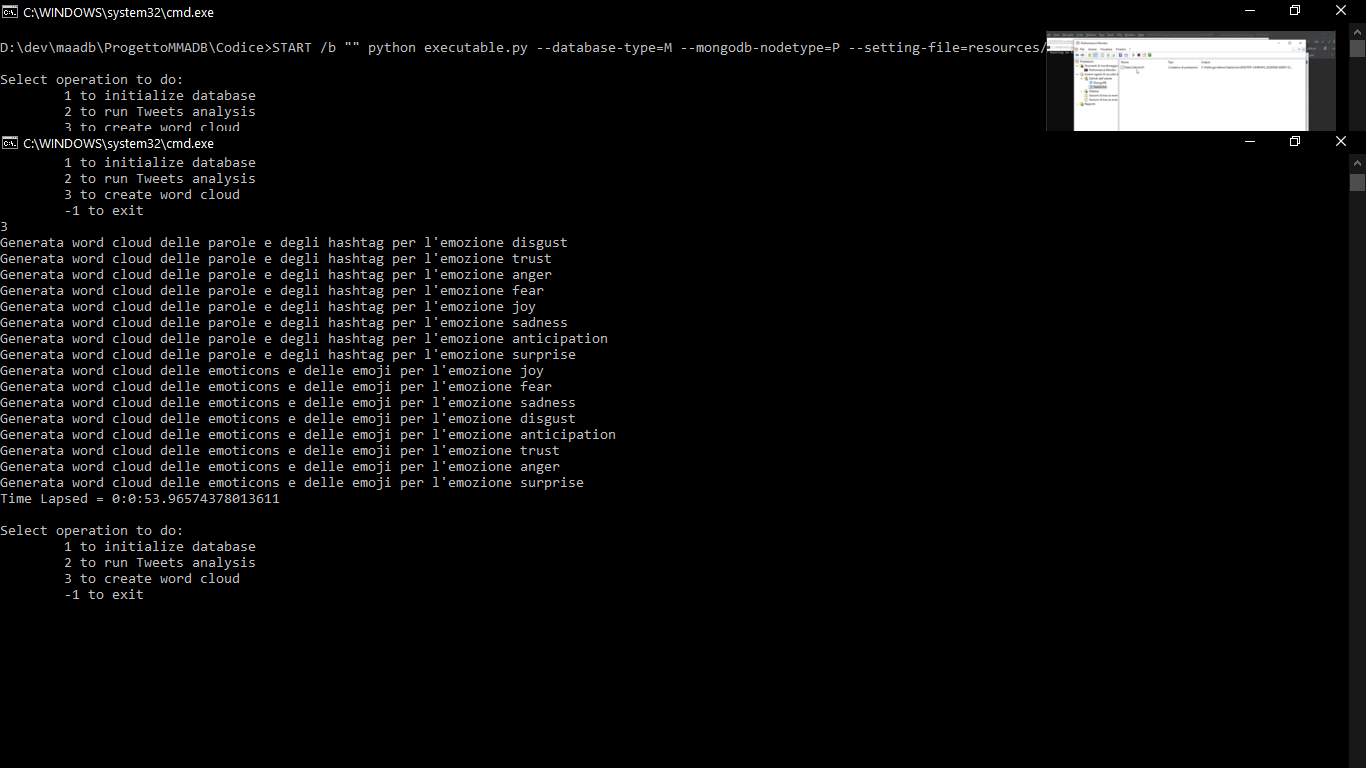 C:\WINDOWS\system32\cmd.exe
D:\dev\maadb\ProgettoMMADB\Codice>START /b "" python executable.py --database-type=M --mongodb-nodetype=P --setting-file=resources/
Select operation to do:
1 to initialize database
2 to run Tweets analysis
3 to create word cloud
C:\WINDOWS\system32\cmd.exe
1 to initialize database
2 to run Tweets analysis
3 to create word cloud
-1 to exit
3
Generata word cloud delle parole e degli hashtag per l'emozione disgust
Generata word cloud delle parole e degli hashtag per l'emozione trust
Generata word cloud delle parole e degli hashtag per l'emozione anger
Generata word cloud delle parole e degli hashtag per l'emozione fear
Generata word cloud delle parole e degli hashtag per l'emozione joy
Generata word cloud delle parole e degli hashtag per l'emozione sadness
Generata word cloud delle parole e degli hashtag per l'emozione anticipation
Generata word cloud delle parole e degli hashtag per l'emozione surprise
Generata word cloud delle emoticons e delle emoji per l'emozione joy
Generata word cloud delle emoticons e delle emoji per l'emozione fear
Generata word cloud delle emoticons e delle emoji per l'emozione sadness
Generata word cloud delle emoticons e delle emoji per l'emozione disgust
Generata word cloud delle emoticons e delle emoji per l'emozione anticipation
Generata word cloud delle emoticons e delle emoji per l'emozione trust
Generata word cloud delle emoticons e delle emoji per l'emozione anger
Generata word cloud delle emoticons e delle emoji per l'emozione surprise
Time Lapsed = 0:0:53.96574378013611
Select operation to do:
1 to initialize database
2 to run Tweets analysis
3 to create word cloud
-1 to exit